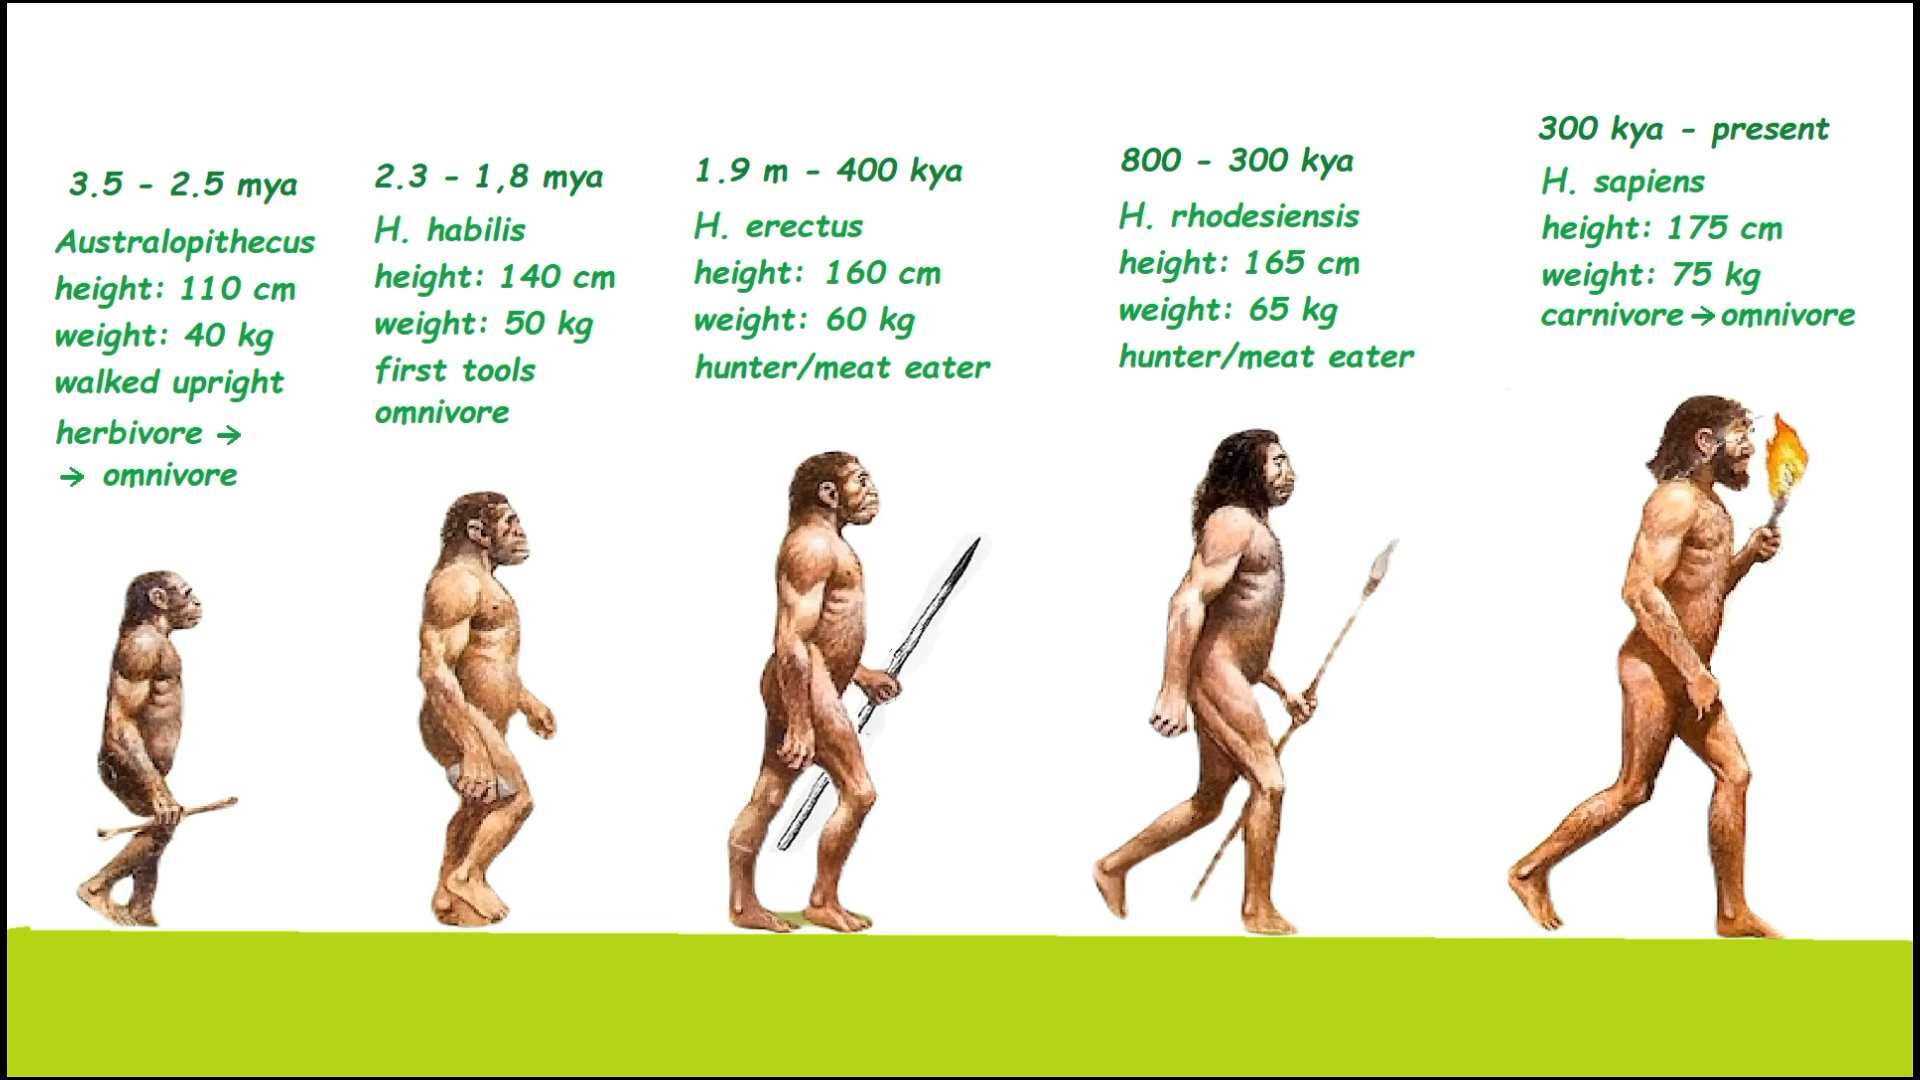 3.5 - 2.5 mya
Australopithecus
height: 110 cm
weight: 40 kg
walked upright
herbivore →
→ omnivore
2.3 - 1,8 mya
H. habilis
height: 140 cm
weight: 50 kg
first tools
omnivore
1.9 m - 400 kya
H. erectus
height: 160 cm
weight: 60 kg
hunter/meat eater
800 - 300 kya
H. rhodesiensis
height: 165 cm
weight: 65 kg
hunter/meat eater
300 kya - present
H. sapiens
height: 175 cm
weight: 75 kg
carnivore → omnivore